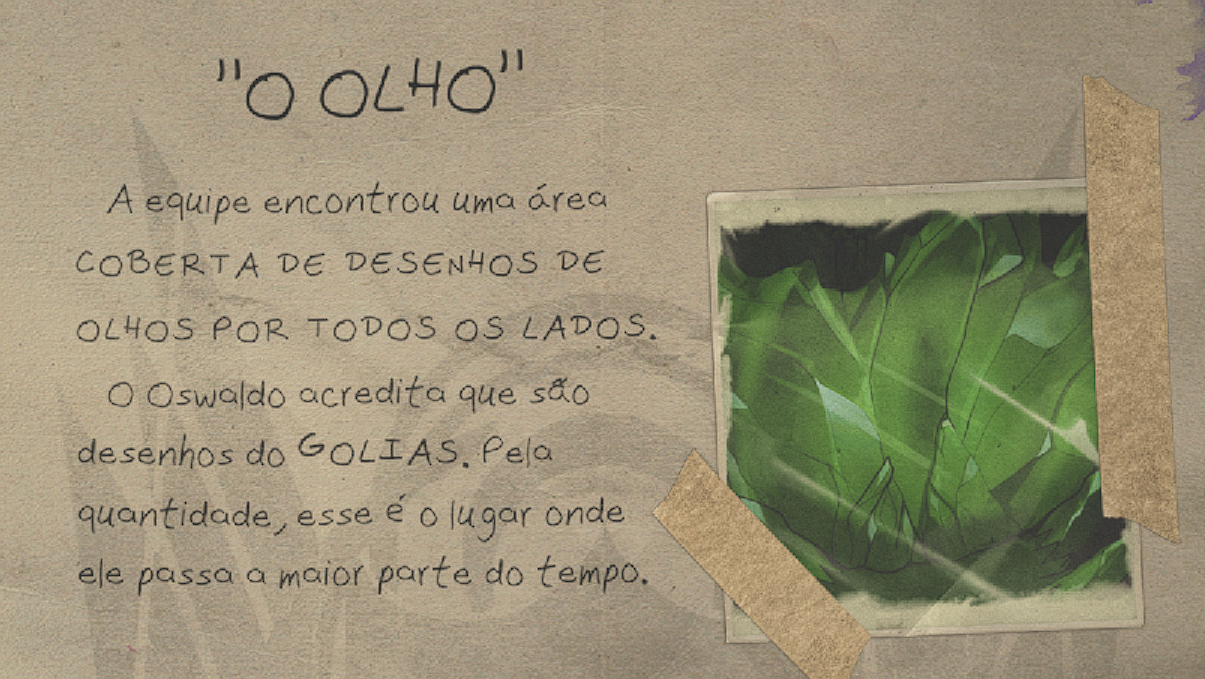 "O OLHO"
A equipe encontrou uma área
COBERTA DE DESENHOS DE
OLHOS POR TODOS OS LADOS.
O Oswaldo acredita que são
desenhos do GOLIAS. Pela
quantidade, esse é o lugar onde
ele passa a maior parte do tempo.